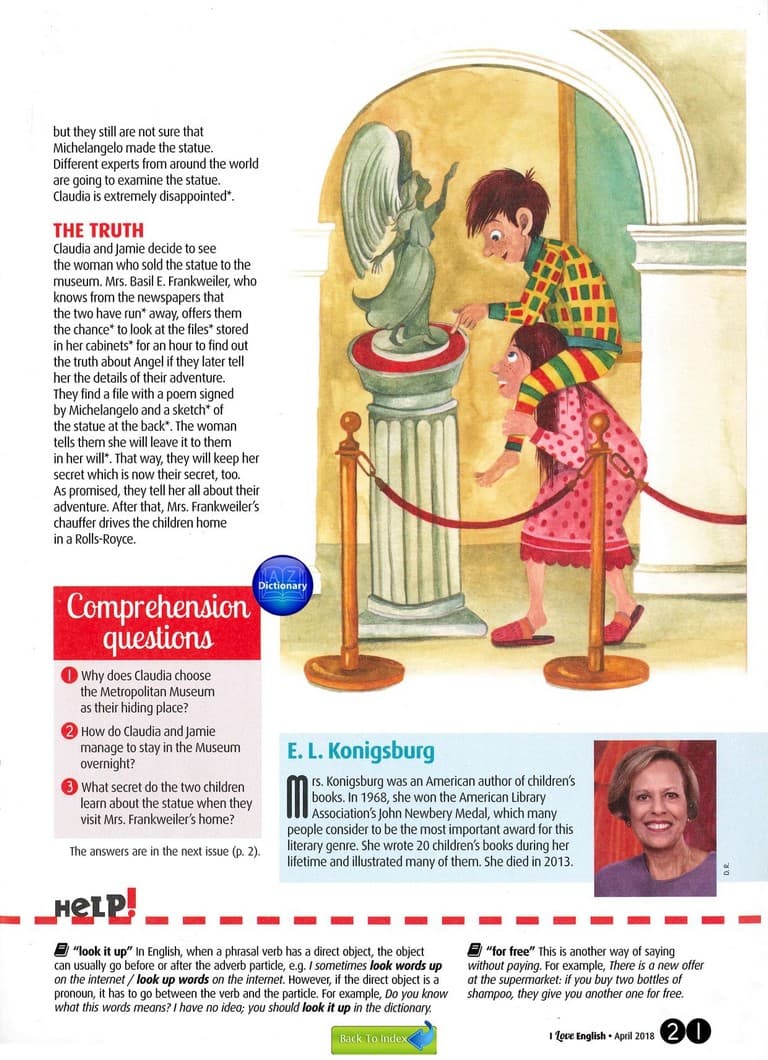 but they still are not sure that
Michelangelo made the statue.
Different experts from around the world
are going to examine the statue.
Claudia is extremely disappointed*.
THE TRUTH
Claudia and Jamie decide to see
the woman who sold the statue to the
museum. Mrs. Basil E. Frankweiler, who
knows from the newspapers that
the two have run* away, offers them
the chance* to look at the files* stored
in her cabinets* for an hour to find out
the truth about Angel if they later tell
her the details of their adventure.
They find a file with a poem signed
by Michelangelo and a sketch* of
the statue at the back*. The woman
tells them she will leave it to them
in her will*. That way, they will keep her
secret which is now their secret, too.
As promised, they tell her all about their
adventure. After that, Mrs. Frankweiler's
chauffer drives the children home
in a Rolls-Royce.
A Z
Dictionary
Comprehension
questions
1 Why does Claudia choose
the Metropolitan Museum
as their hiding place?
2 How do Claudia and Jamie
manage to stay in the Museum
overnight?
3 What secret do the two children
learn about the statue when they
visit Mrs. Frankweiler's home?
The answers are in the next issue (p. 2).
E. L. Konigsburg
Mrs. Konigsburg was an American author of children's
books. In 1968, she won the American Library
Association's John Newbery Medal, which many
people consider to be the most important award for this
literary genre. She wrote 20 children's books during her
lifetime and illustrated many of them. She died in 2013.
D. R.
HeLP!
"look it up" In English, when a phrasal verb has a direct object, the object
can usually go before or after the adverb particle, e.g. I sometimes look words up
on the internet / look up words on the internet. However, if the direct object is a
pronoun, it has to go between the verb and the particle. For example, Do you know
what this words means? I have no idea; you should look it up in the dictionary.
"for free" This is another way of saying
without paying. For example, There is a new offer
at the supermarket: if you buy two bottles of
shampoo, they give you another one for free.
Back To Index
I Love English • April 2018 21